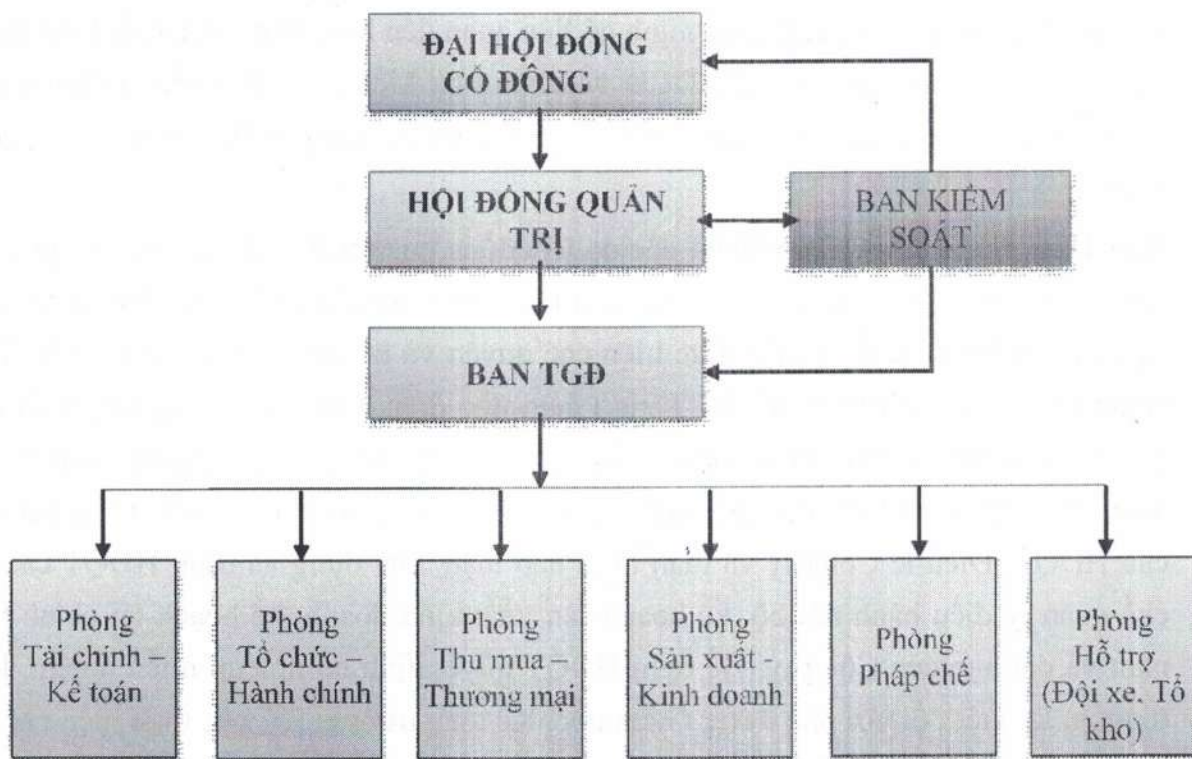 ĐẠI HỘI ĐỒNG
CỔ ĐÔNG
HỘI ĐỒNG QUẢN
TRỊ
BAN KIỂM
SOÁT
BAN TGĐ
Phòng
Tài chính –
Kế toán
Phòng
Tổ chức –
Hành chính
Phòng
Thu mua –
Thương mại
Phòng
Sản xuất -
Kinh doanh
Phòng
Pháp chế
Phòng
Hỗ trợ
(Đội xe, Tổ
kho)